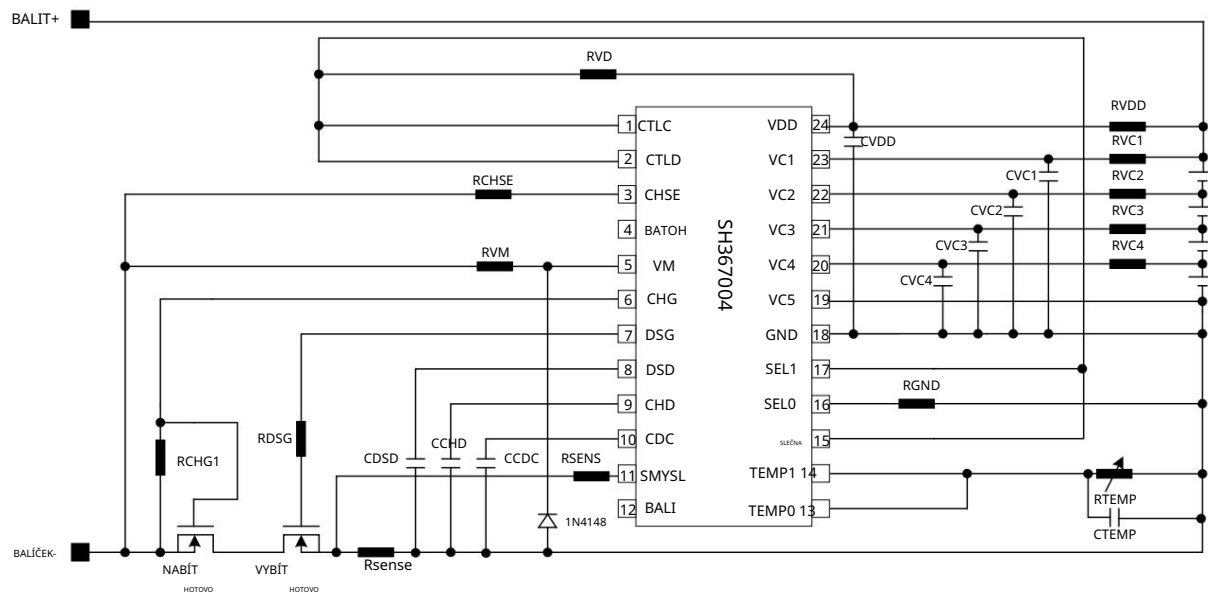 BALIT+
RVD
RVDD
1 CTLC
VDD 24
CVDD
RVC1
2 CTLD
VC1 23
RCHSE
CVC1
RVC2
3 CHSE
VC2 22
CVC2
RVC3
4 BATOH
VC3 21
CVC3
RVC4
RVM
5 VM
VC4 20
CVC4
6 CHG
VC5 19
SH367004
7 DSG
GND 18
8 DSD
SEL1 17
RGND
9 CHD
SEL0 16
RDSG
CCHD
10 CDC
SLEČNA 15
RCHG1
CDSD
CCDC
RSENS
11 SMYSL
TEMP1 14
RTEMP
12 BALI
TEMP0 13
1N4148
CTEMP
BALÍČEK-
NABÍT
VYBÍT
Rsense
HOTOVO
HOTOVO